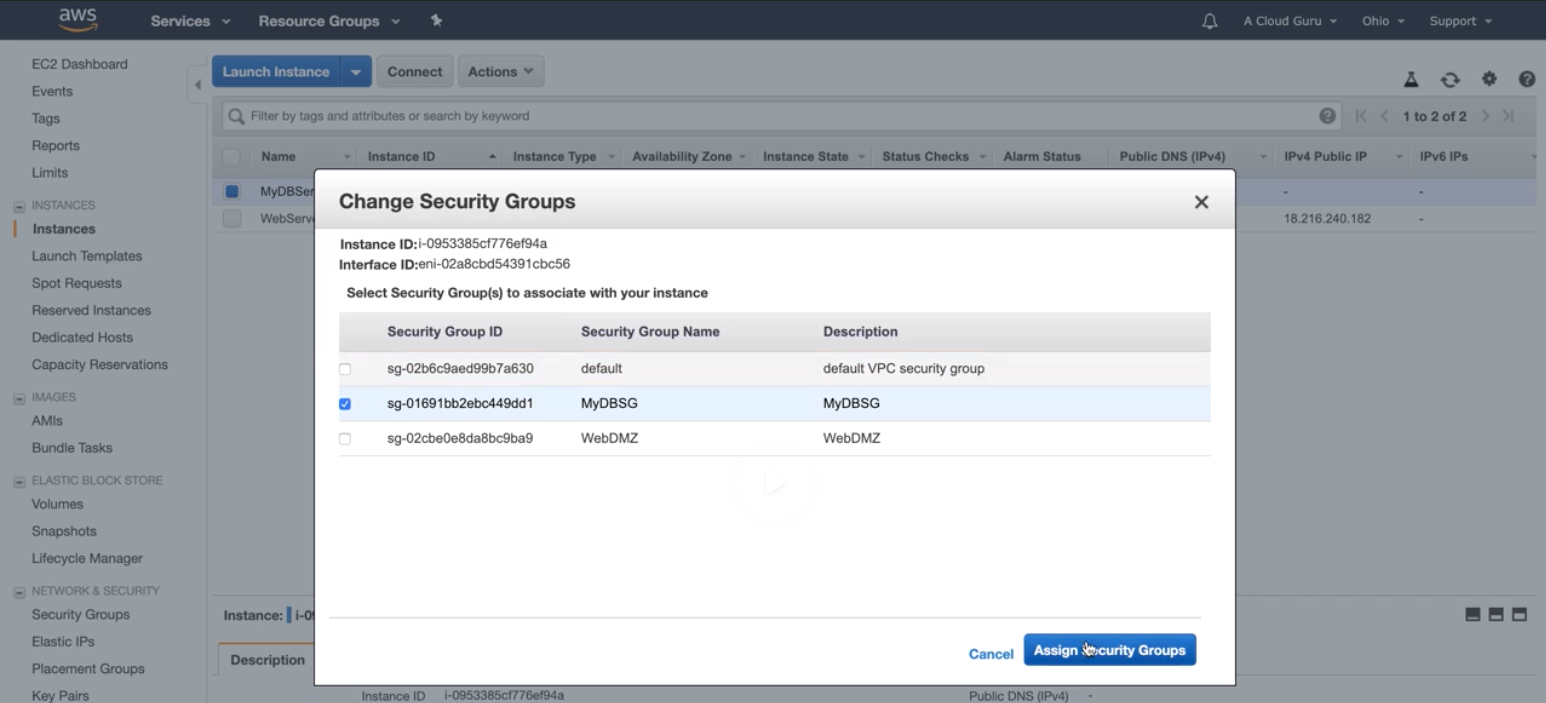 aws Services Resource Groups A Cloud Guru Ohio Support
EC2 Dashboard
Events
Tags
Reports
Limits
INSTANCES
Instances
Launch Templates
Spot Requests
Reserved Instances
Dedicated Hosts
Capacity Reservations
IMAGES
AMIs
Bundle Tasks
ELASTIC BLOCK STORE
Volumes
Snapshots
Lifecycle Manager
NETWORK & SECURITY
Security Groups
Elastic IPs
Placement Groups
Key Pairs
Launch Instance Connect Actions
Filter by tags and attributes or search by keyword 1 to 2 of 2
Name Instance ID Instance Type Availability Zone Instance State Status Checks Alarm Status Public DNS (IPv4) IPv4 Public IP IPv6 IPs
MyDBSer - -
WebServe 18.216.240.182 -
Change Security Groups
Instance ID:i-0953385cf776ef94a
Interface ID:eni-02a8cbd54391cbc56
Select Security Group(s) to associate with your instance
Security Group ID Security Group Name Description
sg-02b6c9aed99b7a630 default default VPC security group
sg-01691bb2ebc449dd1 MyDBSG MyDBSG
sg-02cbe0e8da8bc9ba9 WebDMZ WebDMZ
Cancel Assign Security Groups
Instance: i-09
Description
Instance ID i-0953385cf776ef94a Public DNS (IPv4) -